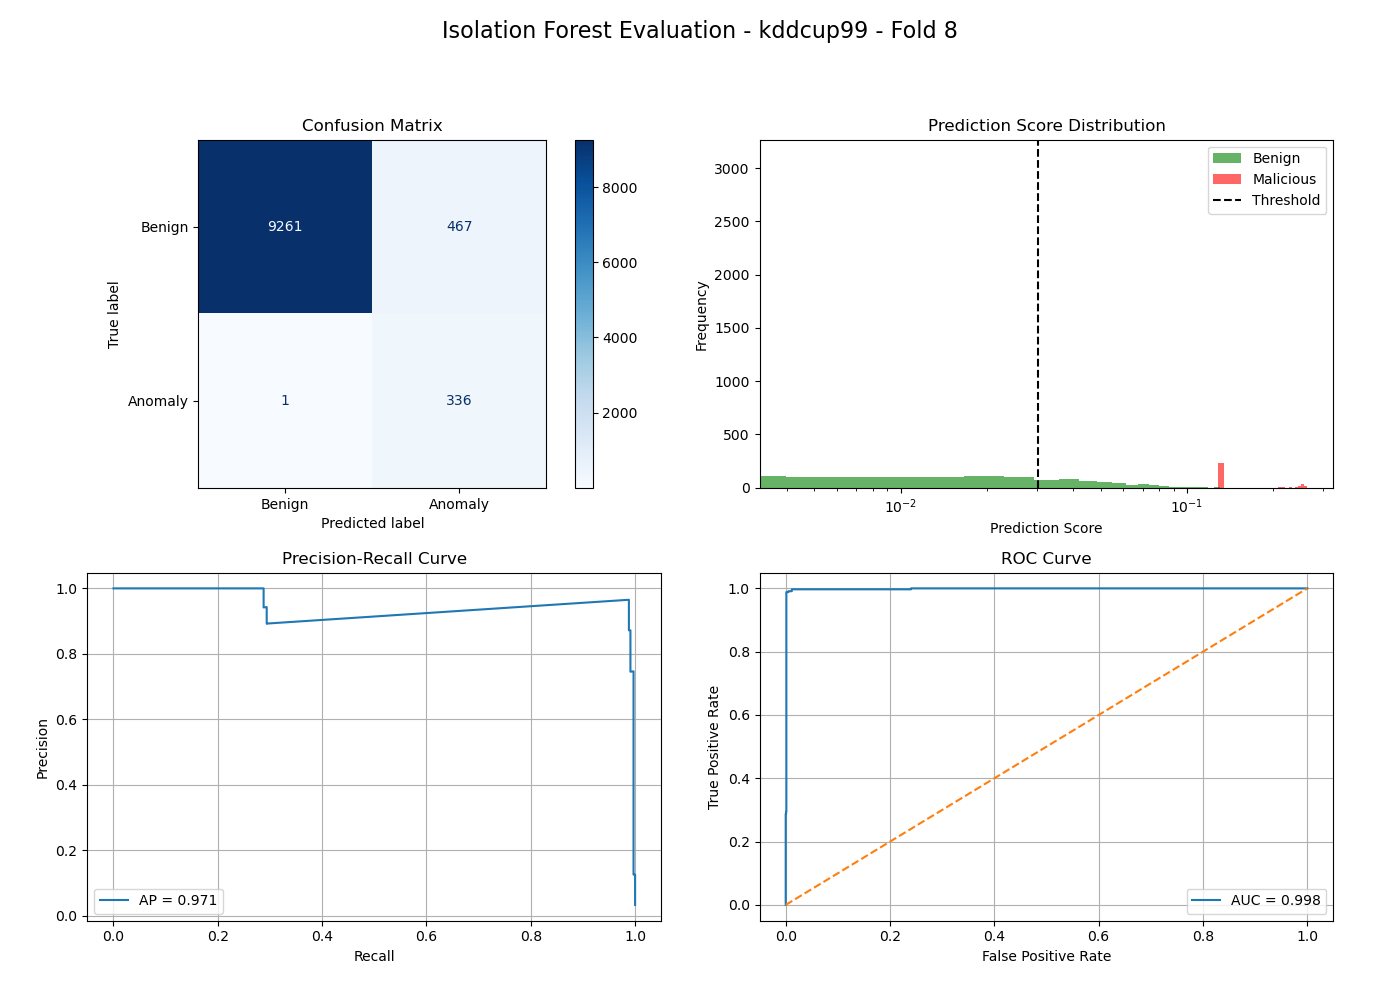 Isolation Forest Evaluation - kddcup99 - Fold 8
Confusion Matrix
True label
Benign
Anomaly
9261
467
1
336
Benign
Anomaly
Predicted label
8000
6000
4000
2000
Prediction Score Distribution
Frequency
3000
2500
2000
1500
1000
500
0
Benign
Malicious
Threshold
10⁻²
10⁻¹
Prediction Score
Precision-Recall Curve
Precision
1.0
0.8
0.6
0.4
0.2
0.0
AP = 0.971
0.0
0.2
0.4
0.6
0.8
1.0
Recall
ROC Curve
True Positive Rate
1.0
0.8
0.6
0.4
0.2
0.0
AUC = 0.998
0.0
0.2
0.4
0.6
0.8
1.0
False Positive Rate